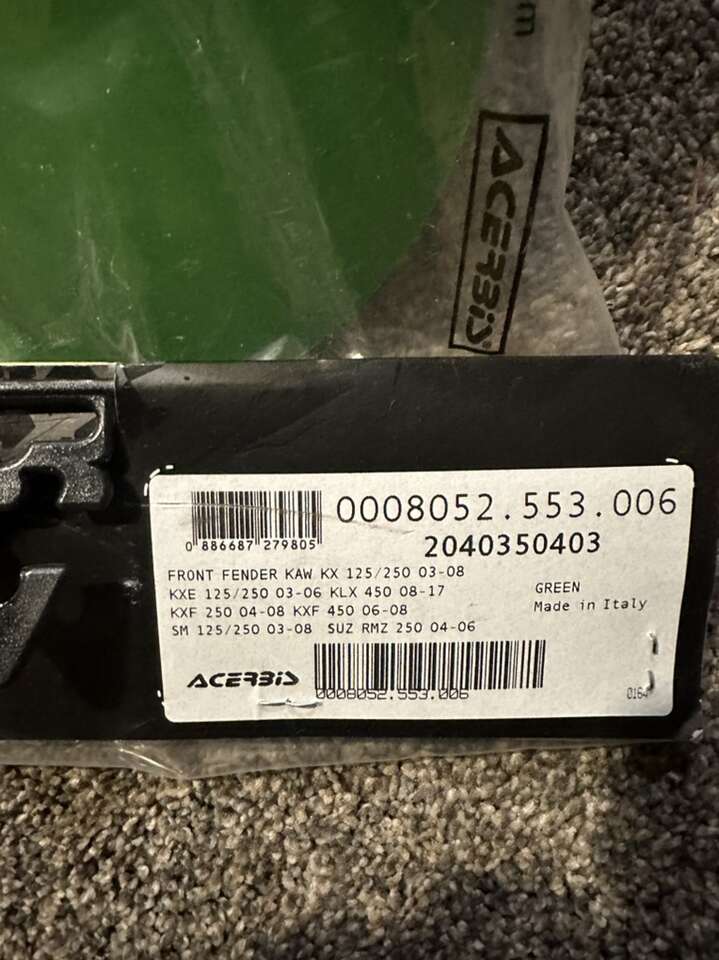 m
ACERBIS
0008052.553.006
0 886687 279805
2040350403
FRONT FENDER KAW KX 125/250 03-08
KXE 125/250 03-06 KLX 450 08-17
KXF 250 04-08 KXF 450 06-08
SM 125/250 03-08 SUZ RMZ 250 04-06
GREEN
Made in Italy
ACERBIS
0008052.553.006
0164